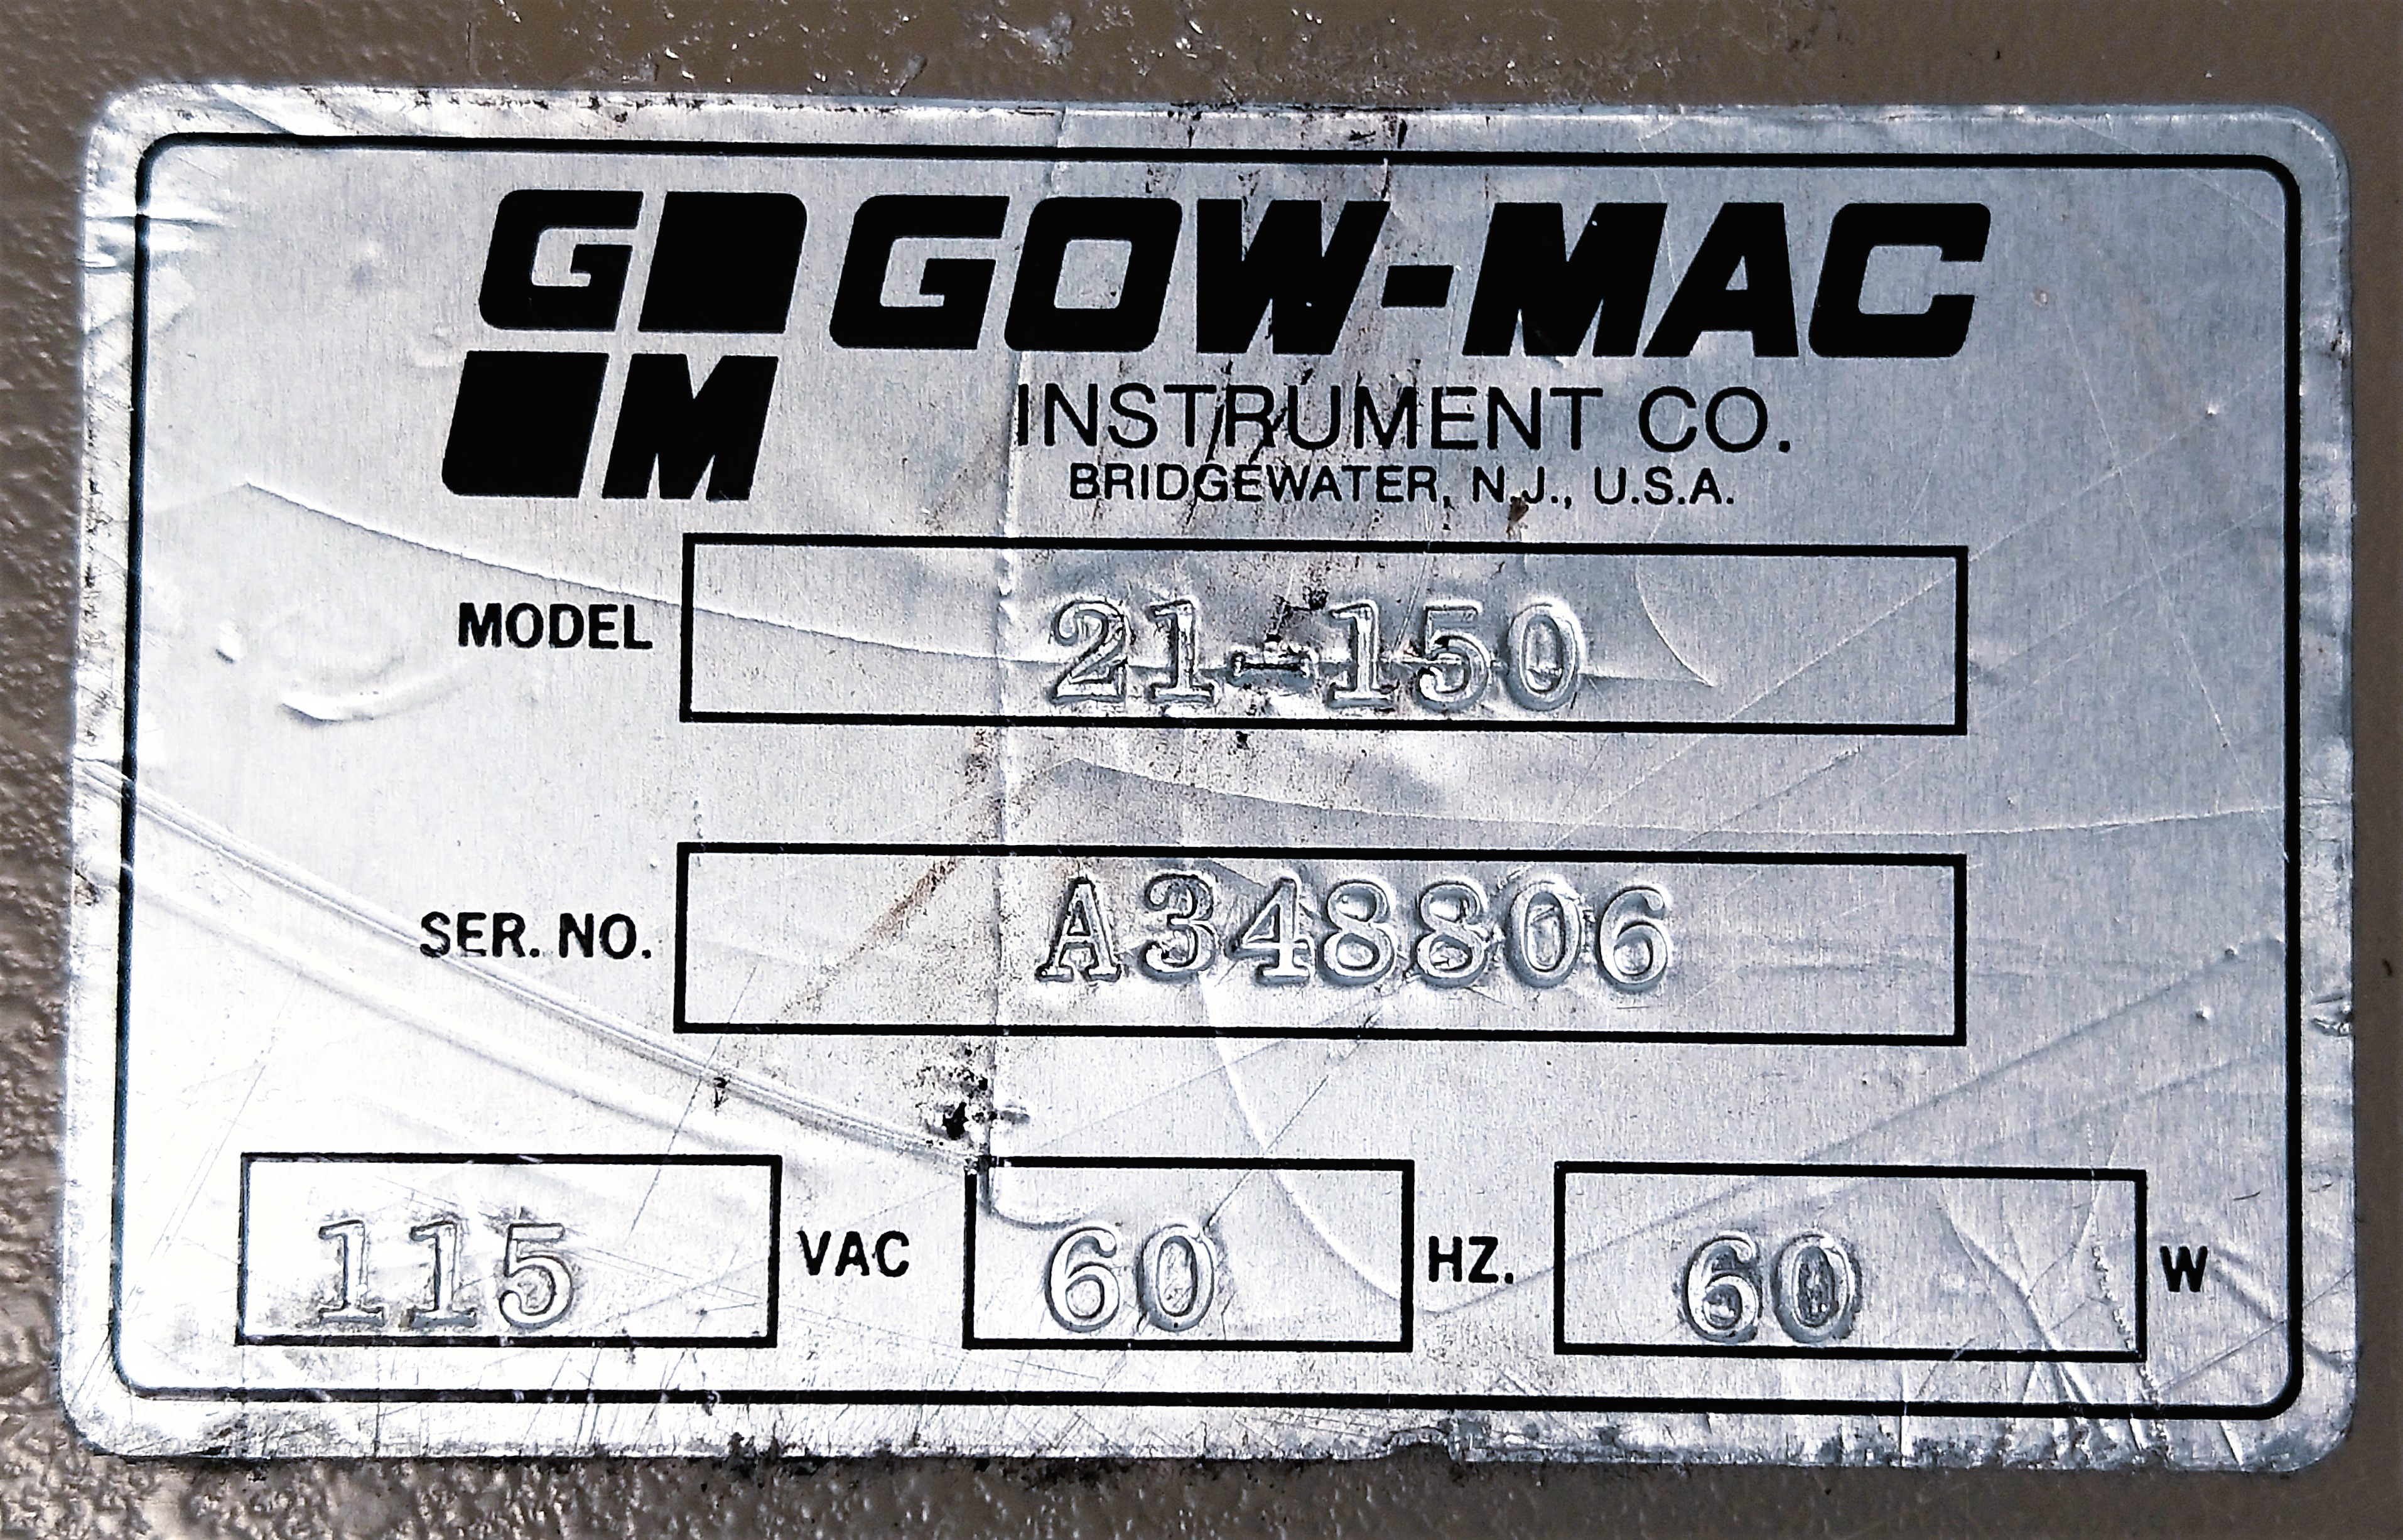 GM GOW-MAC
INSTRUMENT CO.
BRIDGEWATER, N.J., U.S.A.
MODEL 21-150
SER. NO. A348806
115 VAC 60 HZ. 60 W